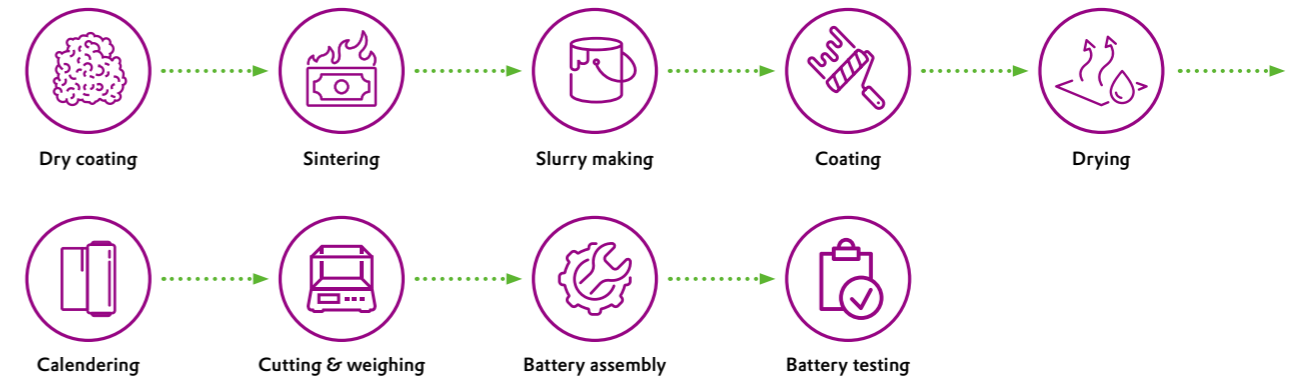 Dry coating
Sintering
Slurry making
Coating
Drying
Calendering
Cutting & weighing
Battery assembly
Battery testing